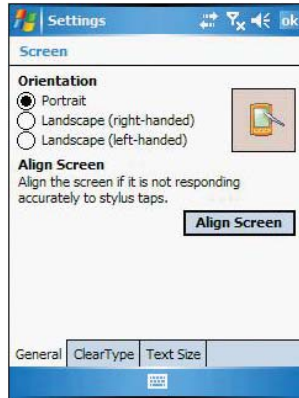 Settings
ok
Screen
Orientation
Portrait
Landscape (right-handed)
Landscape (left-handed)
Align Screen
Align the screen if it is not responding
accurately to stylus taps.
Align Screen
General ClearType Text Size